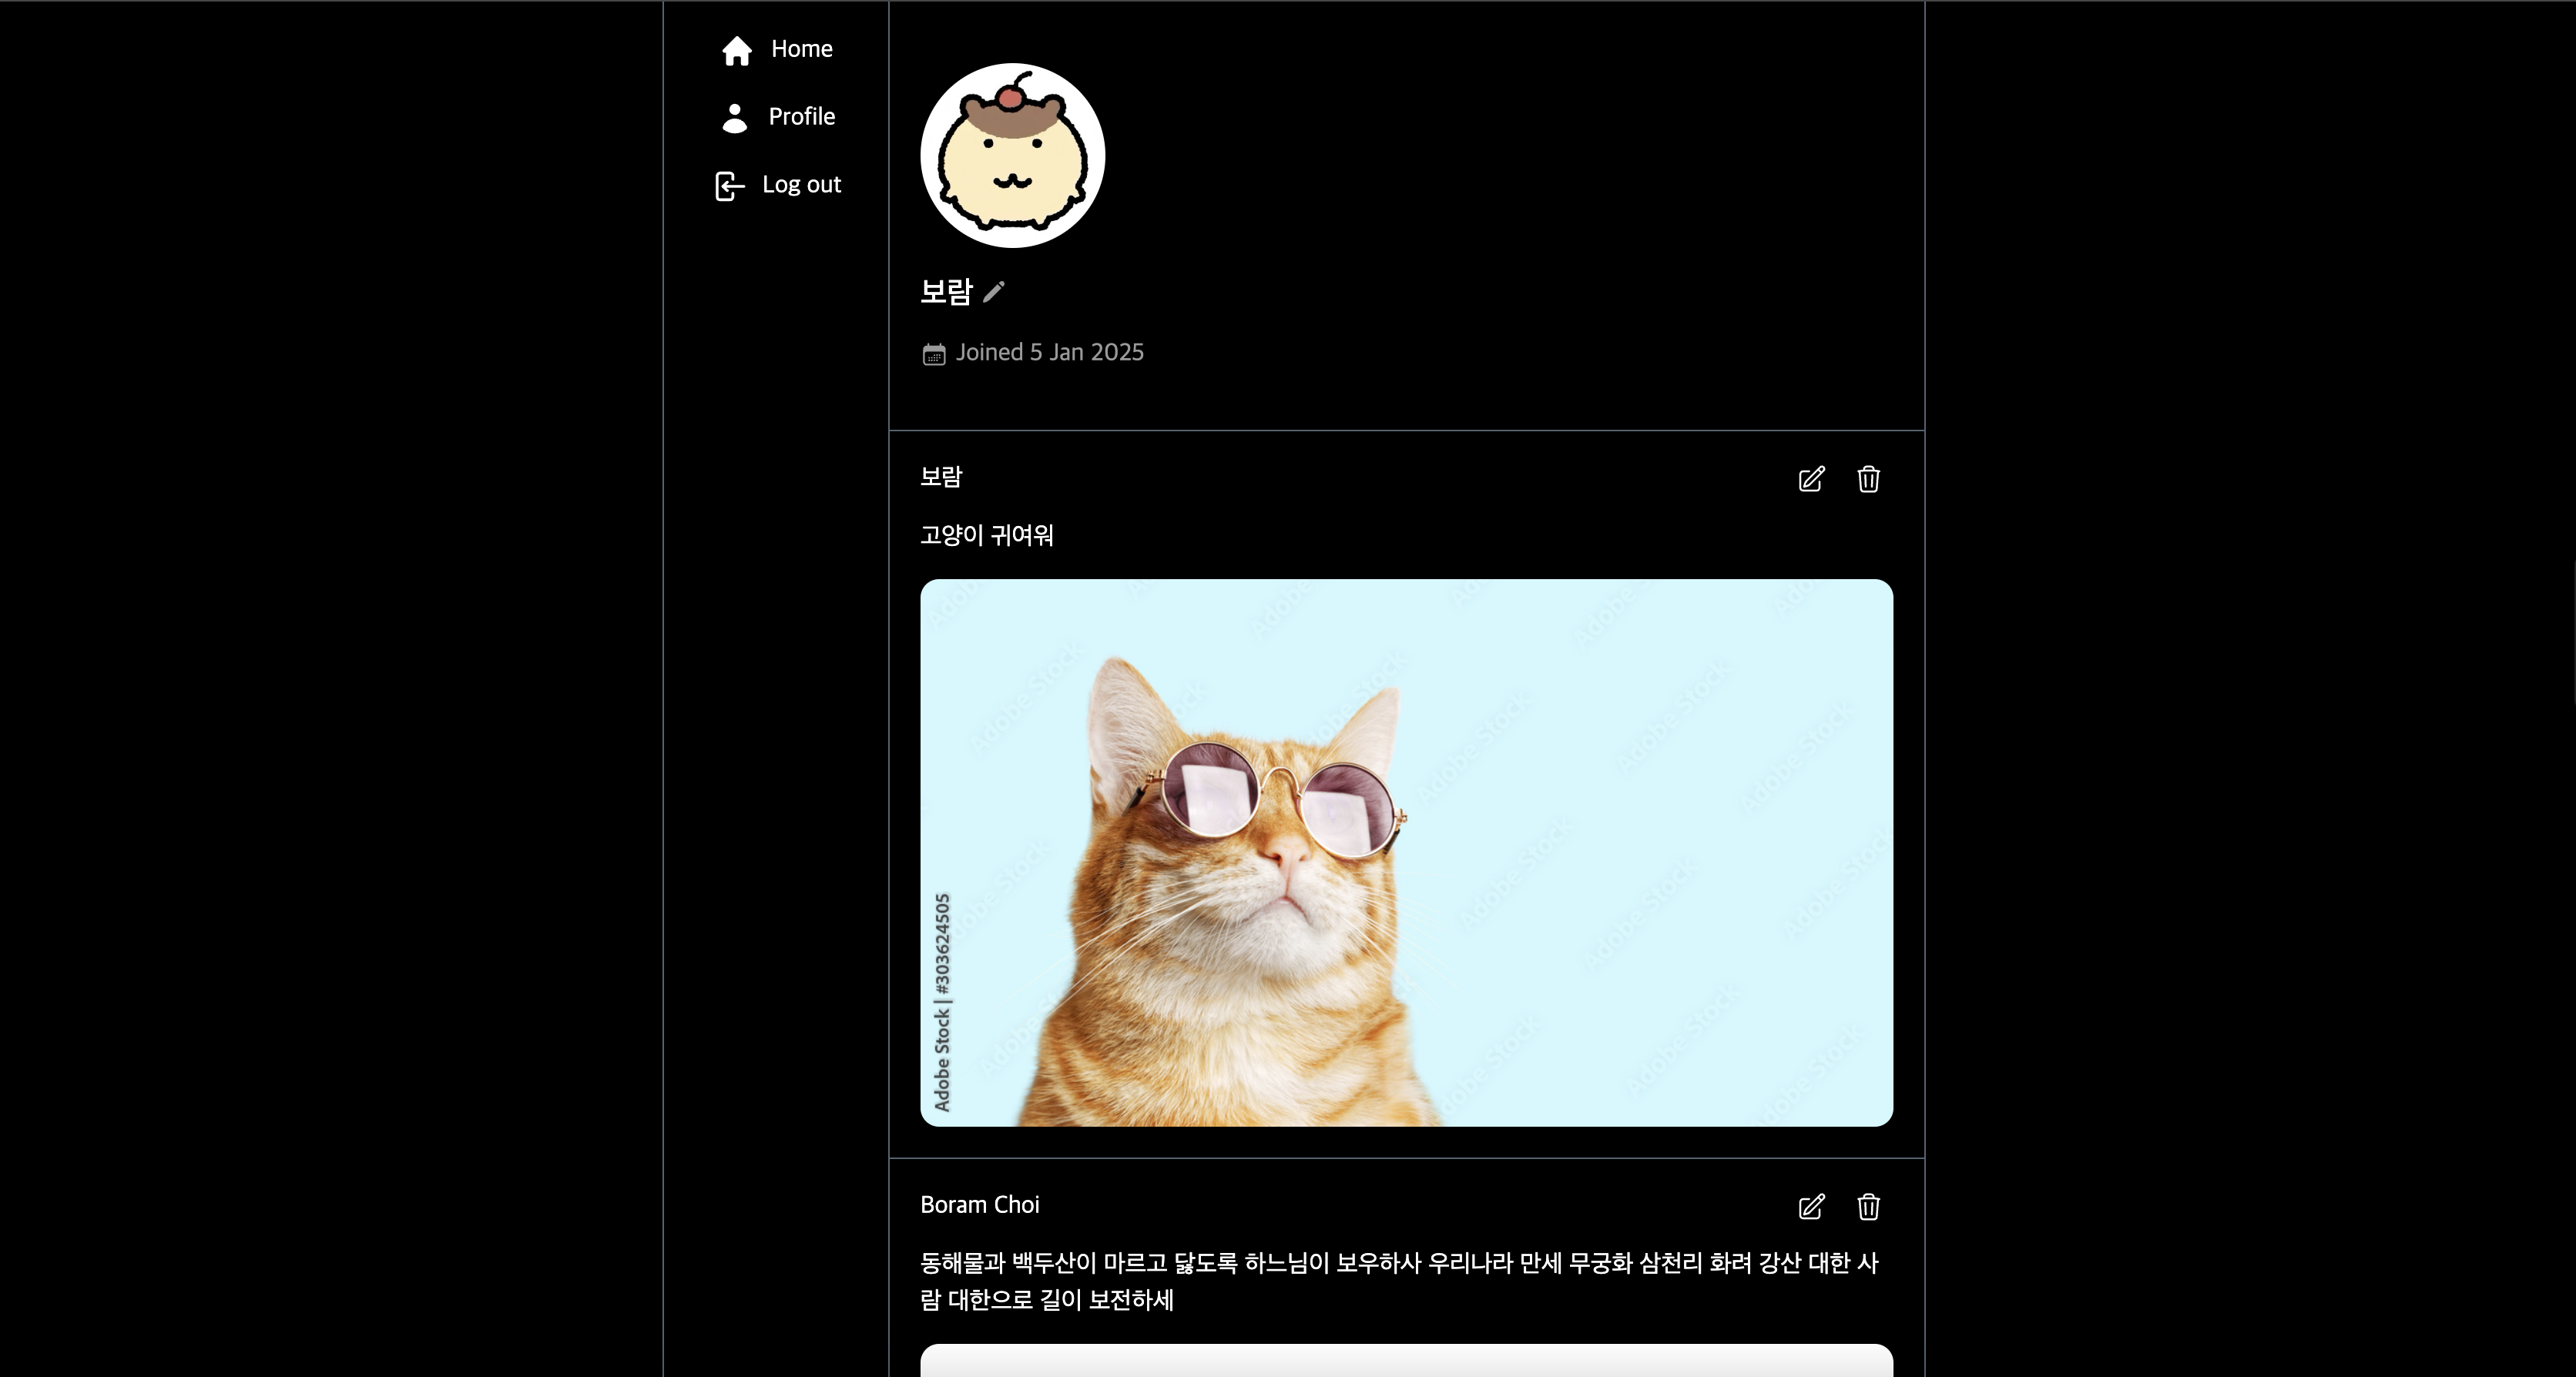 Home
Profile
Log out
보람
Joined 5 Jan 2025
보람
고양이 귀여워
Adobe Stock
Adobe Stock | #303624505
Boram Choi
동해물과 백두산이 마르고 닳도록 하느님이 보우하사 우리나라 만세 무궁화 삼천리 화려 강산 대한 사
람 대한으로 길이 보전하세